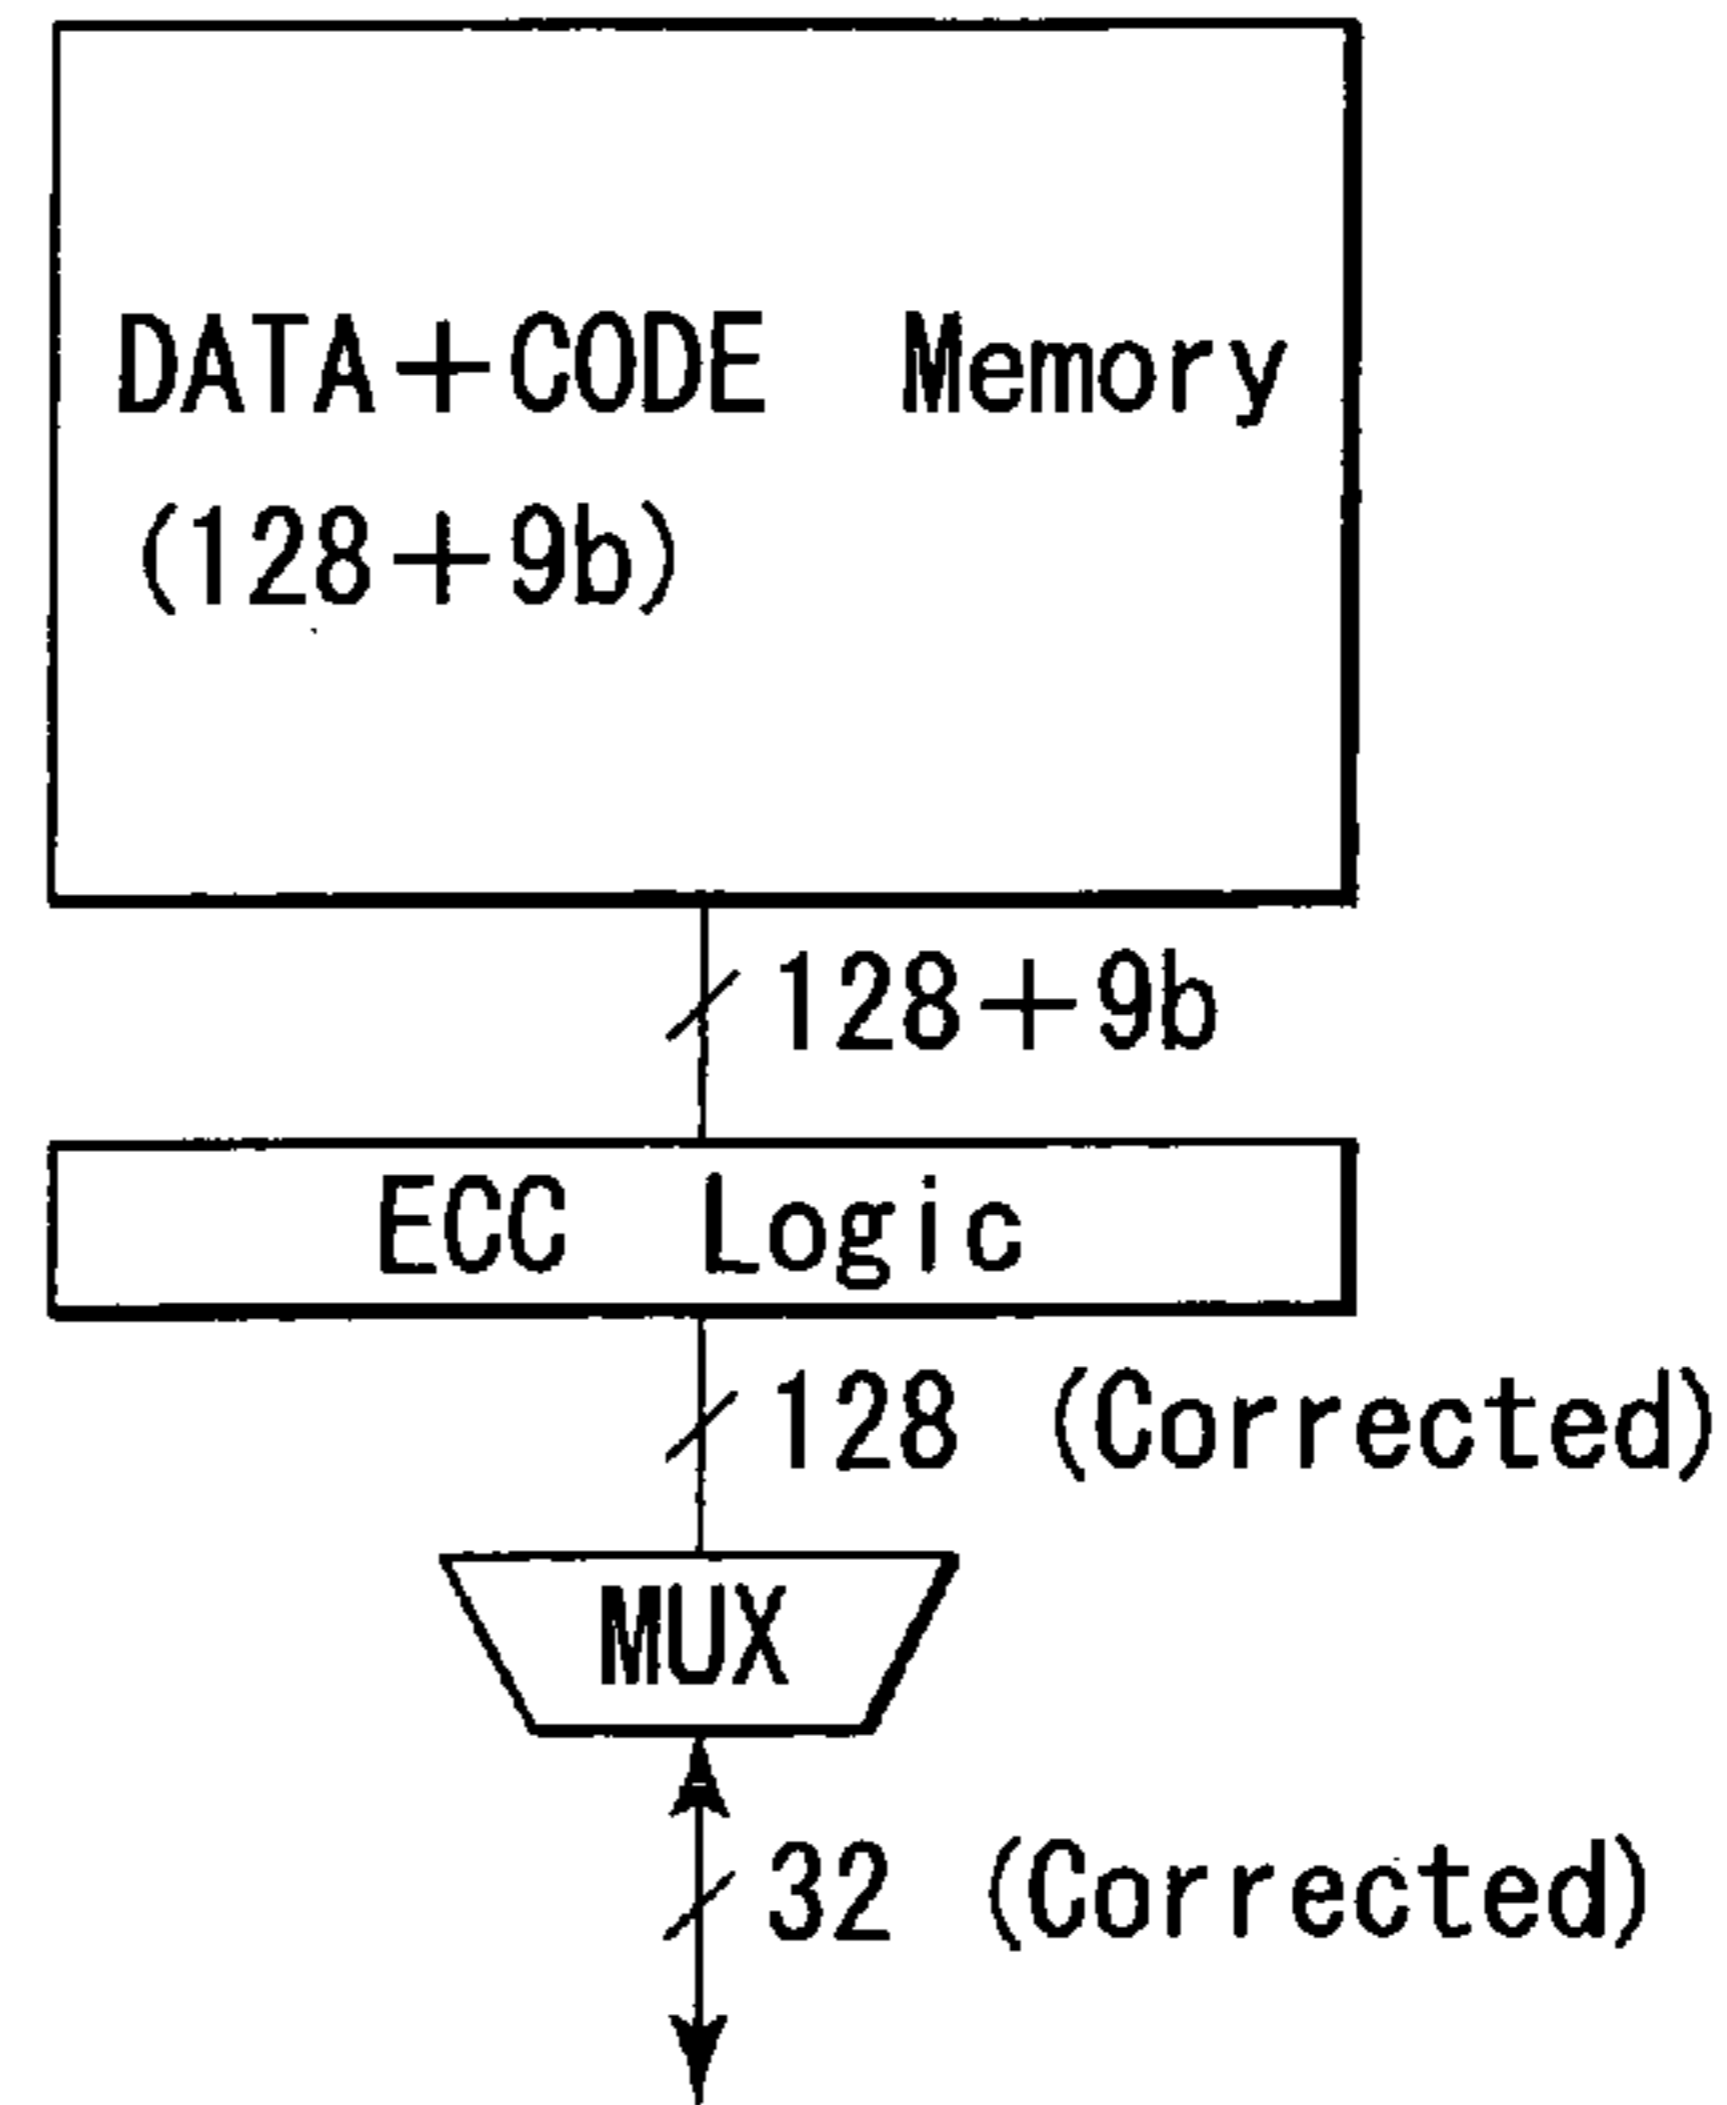 DATA+CODE Memory
(128+9b)
128+9b
ECC Logic
128 (Corrected)
MUX
32 (Corrected)